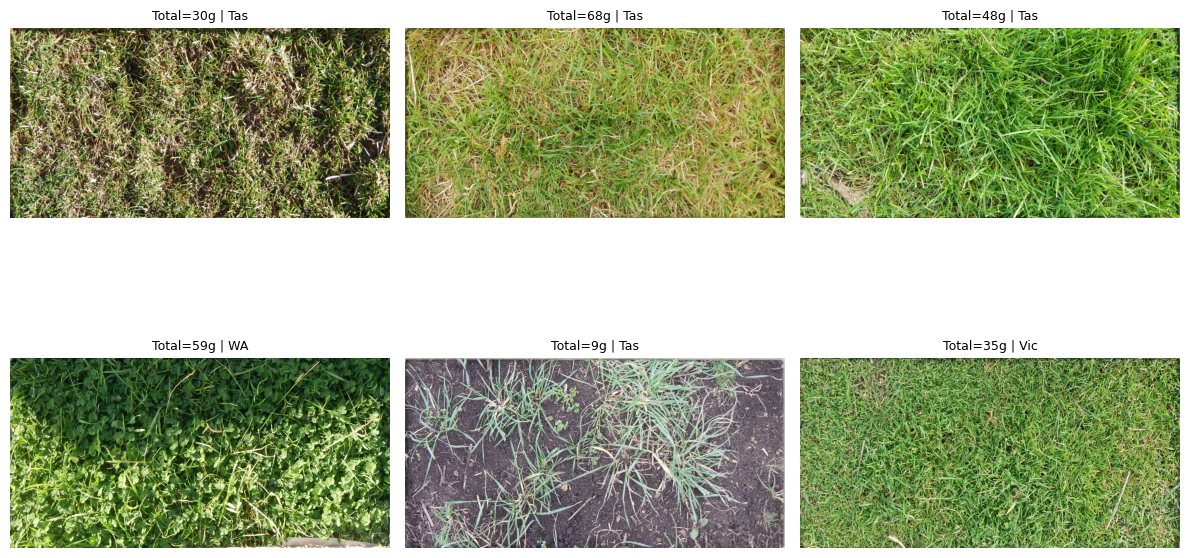 Total=30g | Tas
Total=68g | Tas
Total=48g | Tas
Total=59g | WA
Total=9g | Tas
Total=35g | Vic